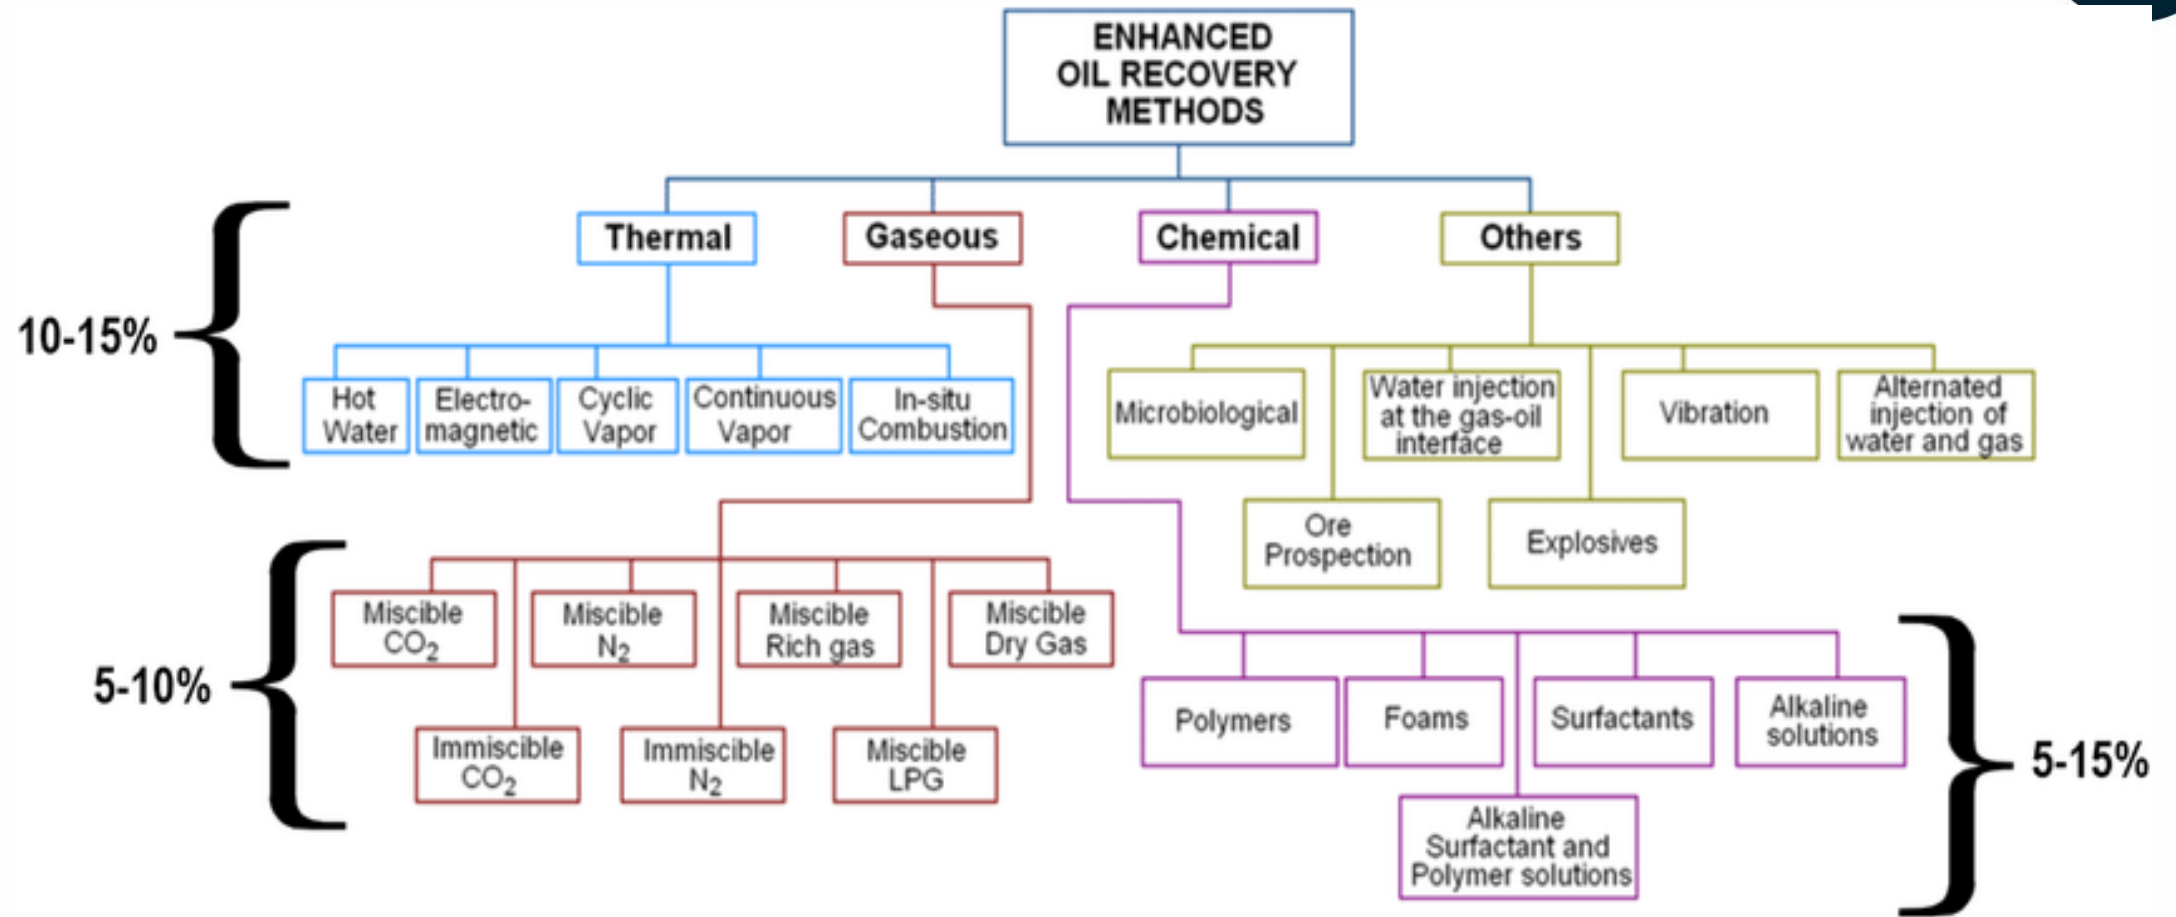 ENHANCED
OIL RECOVERY
METHODS
Thermal
Gaseous
Chemical
Others
10-15%
Hot
Water
Electro-
magnetic
Cyclic
Vapor
Continuous
Vapor
In-situ
Combustion
Microbiological
Water injection
at the gas-oil
interface
Vibration
Alternated
injection of
water and gas
Ore
Prospection
Explosives
5-10%
Miscible
CO₂
Miscible
N₂
Miscible
Rich gas
Miscible
Dry Gas
Immiscible
CO₂
Immiscible
N₂
Miscible
LPG
Polymers
Foams
Surfactants
Alkaline
solutions
5-15%
Alkaline
Surfactant and
Polymer solutions